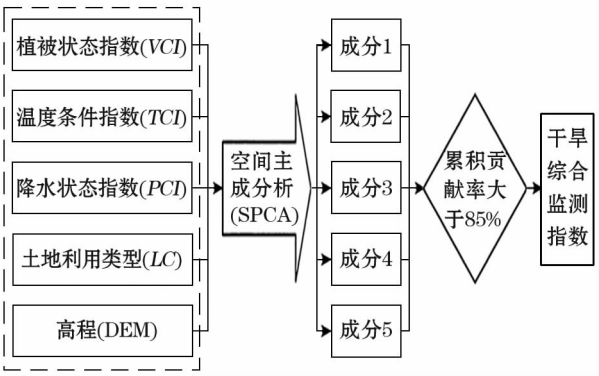 植被状态指数(VCI)
温度条件指数(TCI)
降水状态指数(PCI)
土地利用类型(LC)
高程(DEM)
空间主
成分析
(SPCA)
成分1
成分2
成分3
成分4
成分5
累积贡
献率大
于85%
干旱
综合
监测
指数